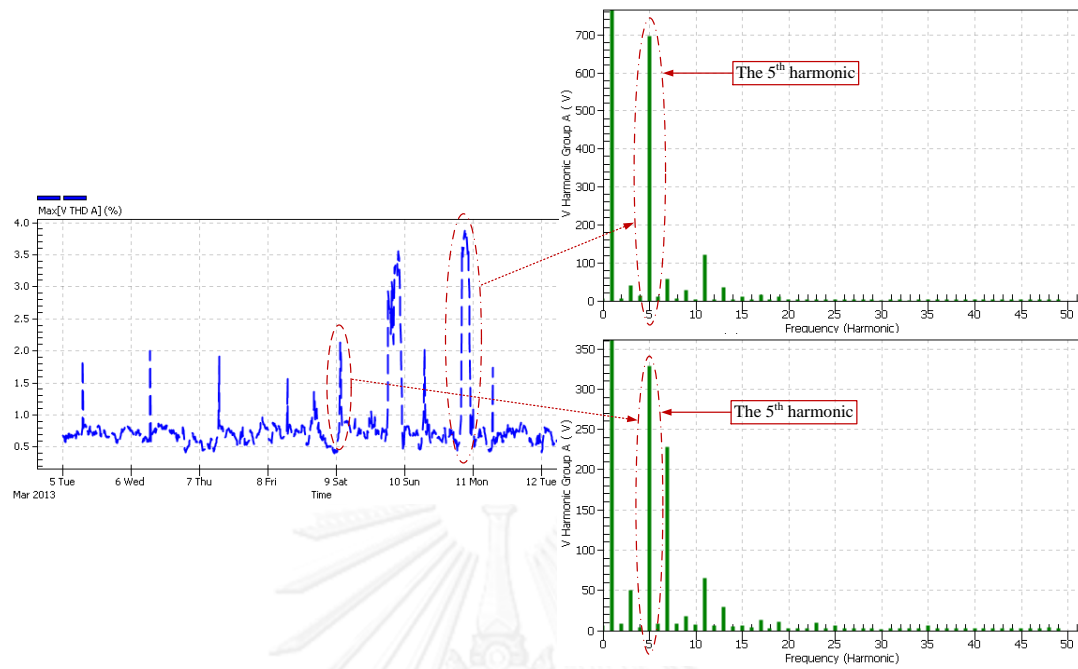 Max[V THD A] (%)
4.0
3.5
3.0
2.5
2.0
1.5
1.0
0.5
5 Tue 6 Wed 7 Thu 8 Fri 9 Sat 10 Sun 11 Mon 12 Tue
Mar 2013
Time
V Harmonic Group A ( V)
700
600
500
400
300
200
100
0
The 5th harmonic
0 5 10 15 20 25 30 35 40 45 50
Frequency (Harmonic)
V Harmonic Group A ( V)
350
300
250
200
150
100
50
0
The 5th harmonic
0 5 10 15 20 25 30 35 40 45 50
Frequency (Harmonic)